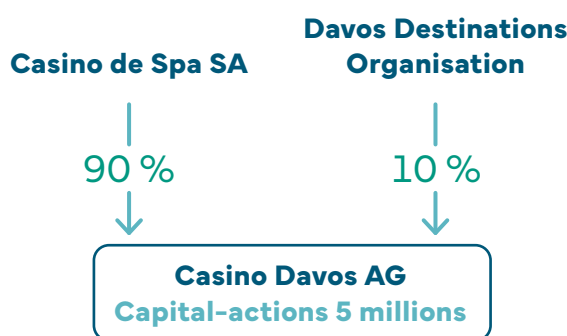 Casino de Spa SA
Davos Destinations
Organisation
90 %
10 %
Casino Davos AG
Capital-actions 5 millions